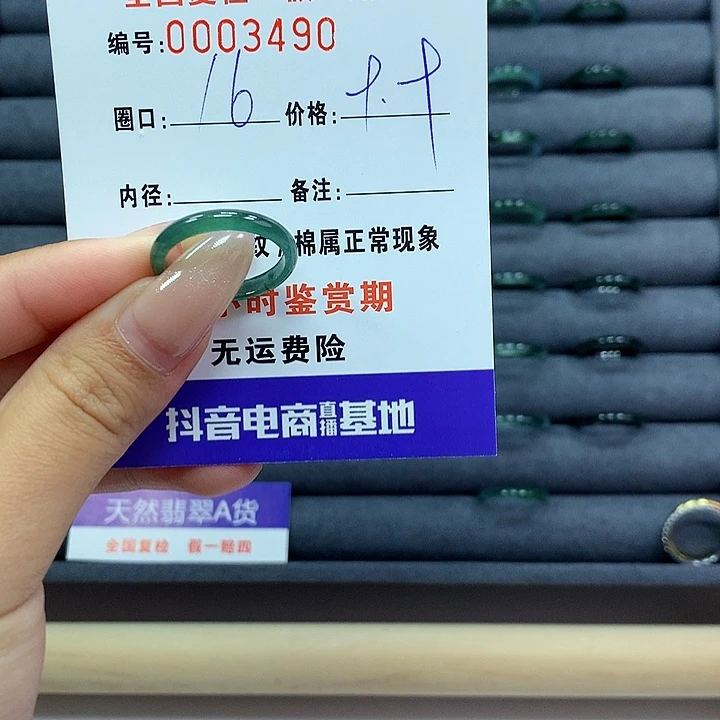 编号:0003490
圈口: 16 价格:
内径: 备注:
纹,棉属正常现象
小时鉴赏期
无运费险
抖音电商直播基地
天然翡翠A货
全国复检 假一赔四